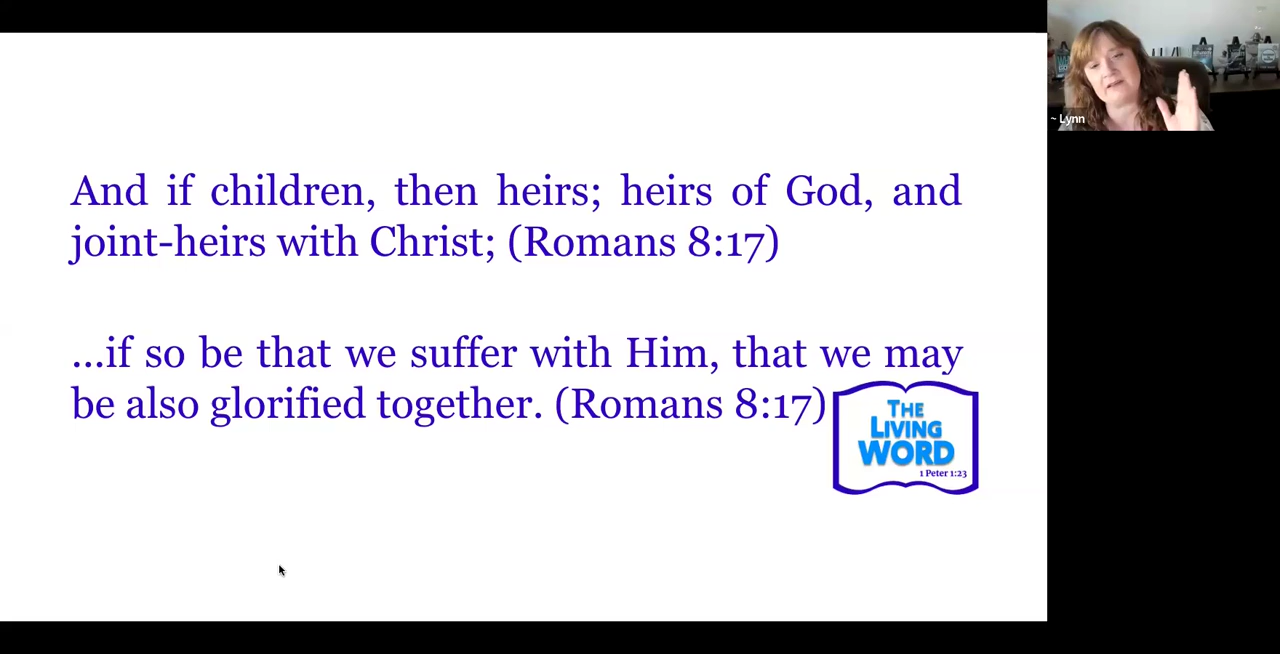 And if children, then heirs; heirs of God, and
joint-heirs with Christ; (Romans 8:17)
...if so be that we suffer with Him, that we may
be also glorified together. (Romans 8:17)
THE
LIVING
WORD
1 Peter 1:23
~ Lynn